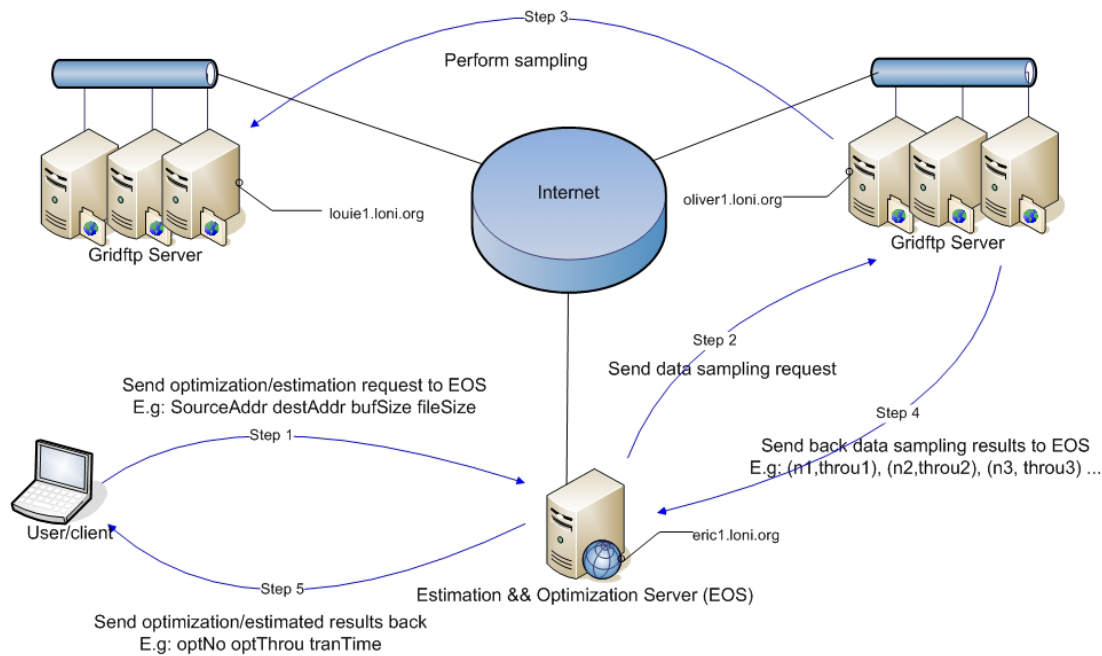 Step 3
Perform sampling
Internet
louie1.loni.org
oliver1.loni.org
Gridftp Server
Gridftp Server
Step 2
Send data sampling request
Send optimization/estimation request to EOS
E.g: SourceAddr destAddr bufSize fileSize
Step 1
Step 4
Send back data sampling results to EOS
E.g: (n1,throu1), (n2,throu2), (n3, throu3) ...
User/client
eric1.loni.org
Step 5
Estimation && Optimization Server (EOS)
Send optimization/estimated results back
E.g: optNo optThrou tranTime